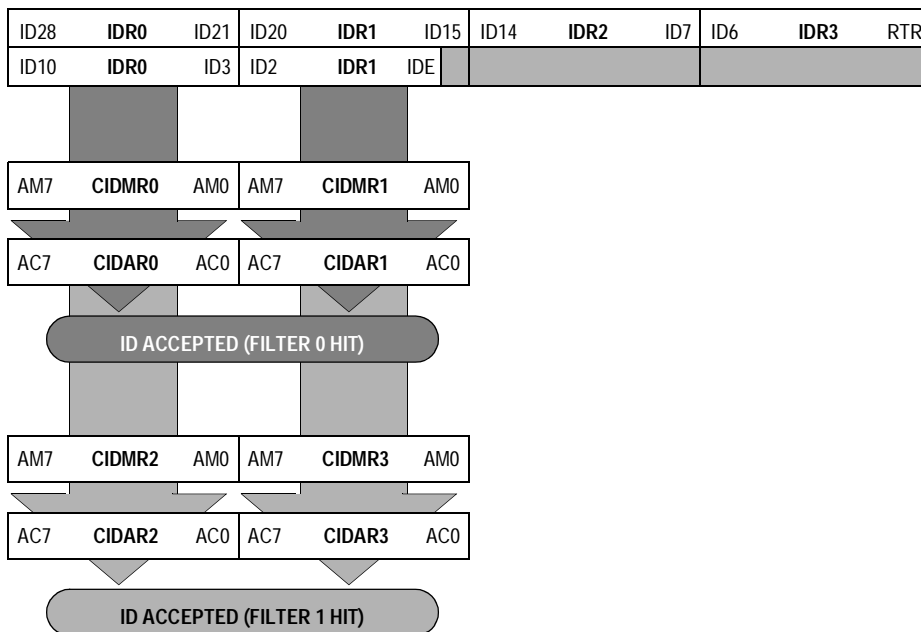 ID28 IDR0 ID21 ID20 IDR1 ID15 ID14 IDR2 ID7 ID6 IDR3 RTR
ID10 IDR0 ID3 ID2 IDR1 IDE
AM7 CIDMR0 AM0 AM7 CIDMR1 AM0
AC7 CIDAR0 AC0 AC7 CIDAR1 AC0
ID ACCEPTED (FILTER 0 HIT)
AM7 CIDMR2 AM0 AM7 CIDMR3 AM0
AC7 CIDAR2 AC0 AC7 CIDAR3 AC0
ID ACCEPTED (FILTER 1 HIT)